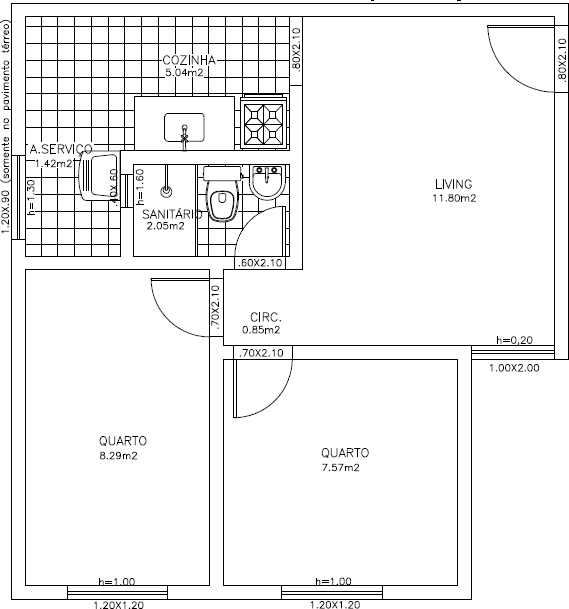 COZINHA
5.04m2
.80X2.10
.80X2.10
1.20X.90 (somente no pavimento térreo)
A.SERVIÇO
1.42m2
h=1.30
.40X.60
h=1.60
SANITÁRIO
2.05m2
LIVING
11.80m2
.60X2.10
.70X2.10
CIRC.
0.85m2
.70X2.10
h=0,20
1.00X2.00
QUARTO
8.29m2
QUARTO
7.57m2
h=1.00
1.20X1.20
h=1.00
1.20X1.20